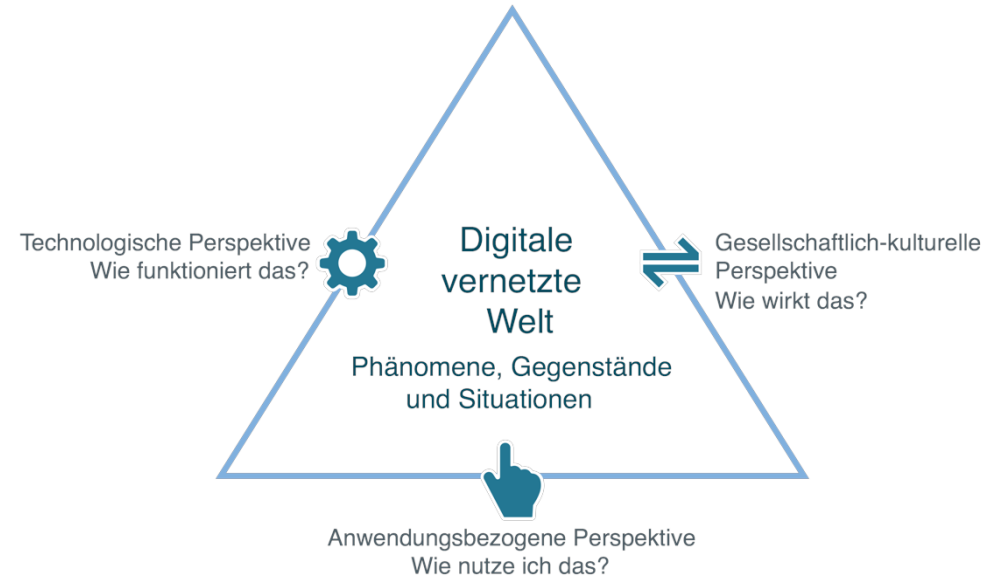 Technologische Perspektive
Wie funktioniert das?
Digitale
vernetzte
Welt
Phänomene, Gegenstände
und Situationen
Gesellschaftlich-kulturelle
Perspektive
Wie wirkt das?
Anwendungsbezogene Perspektive
Wie nutze ich das?